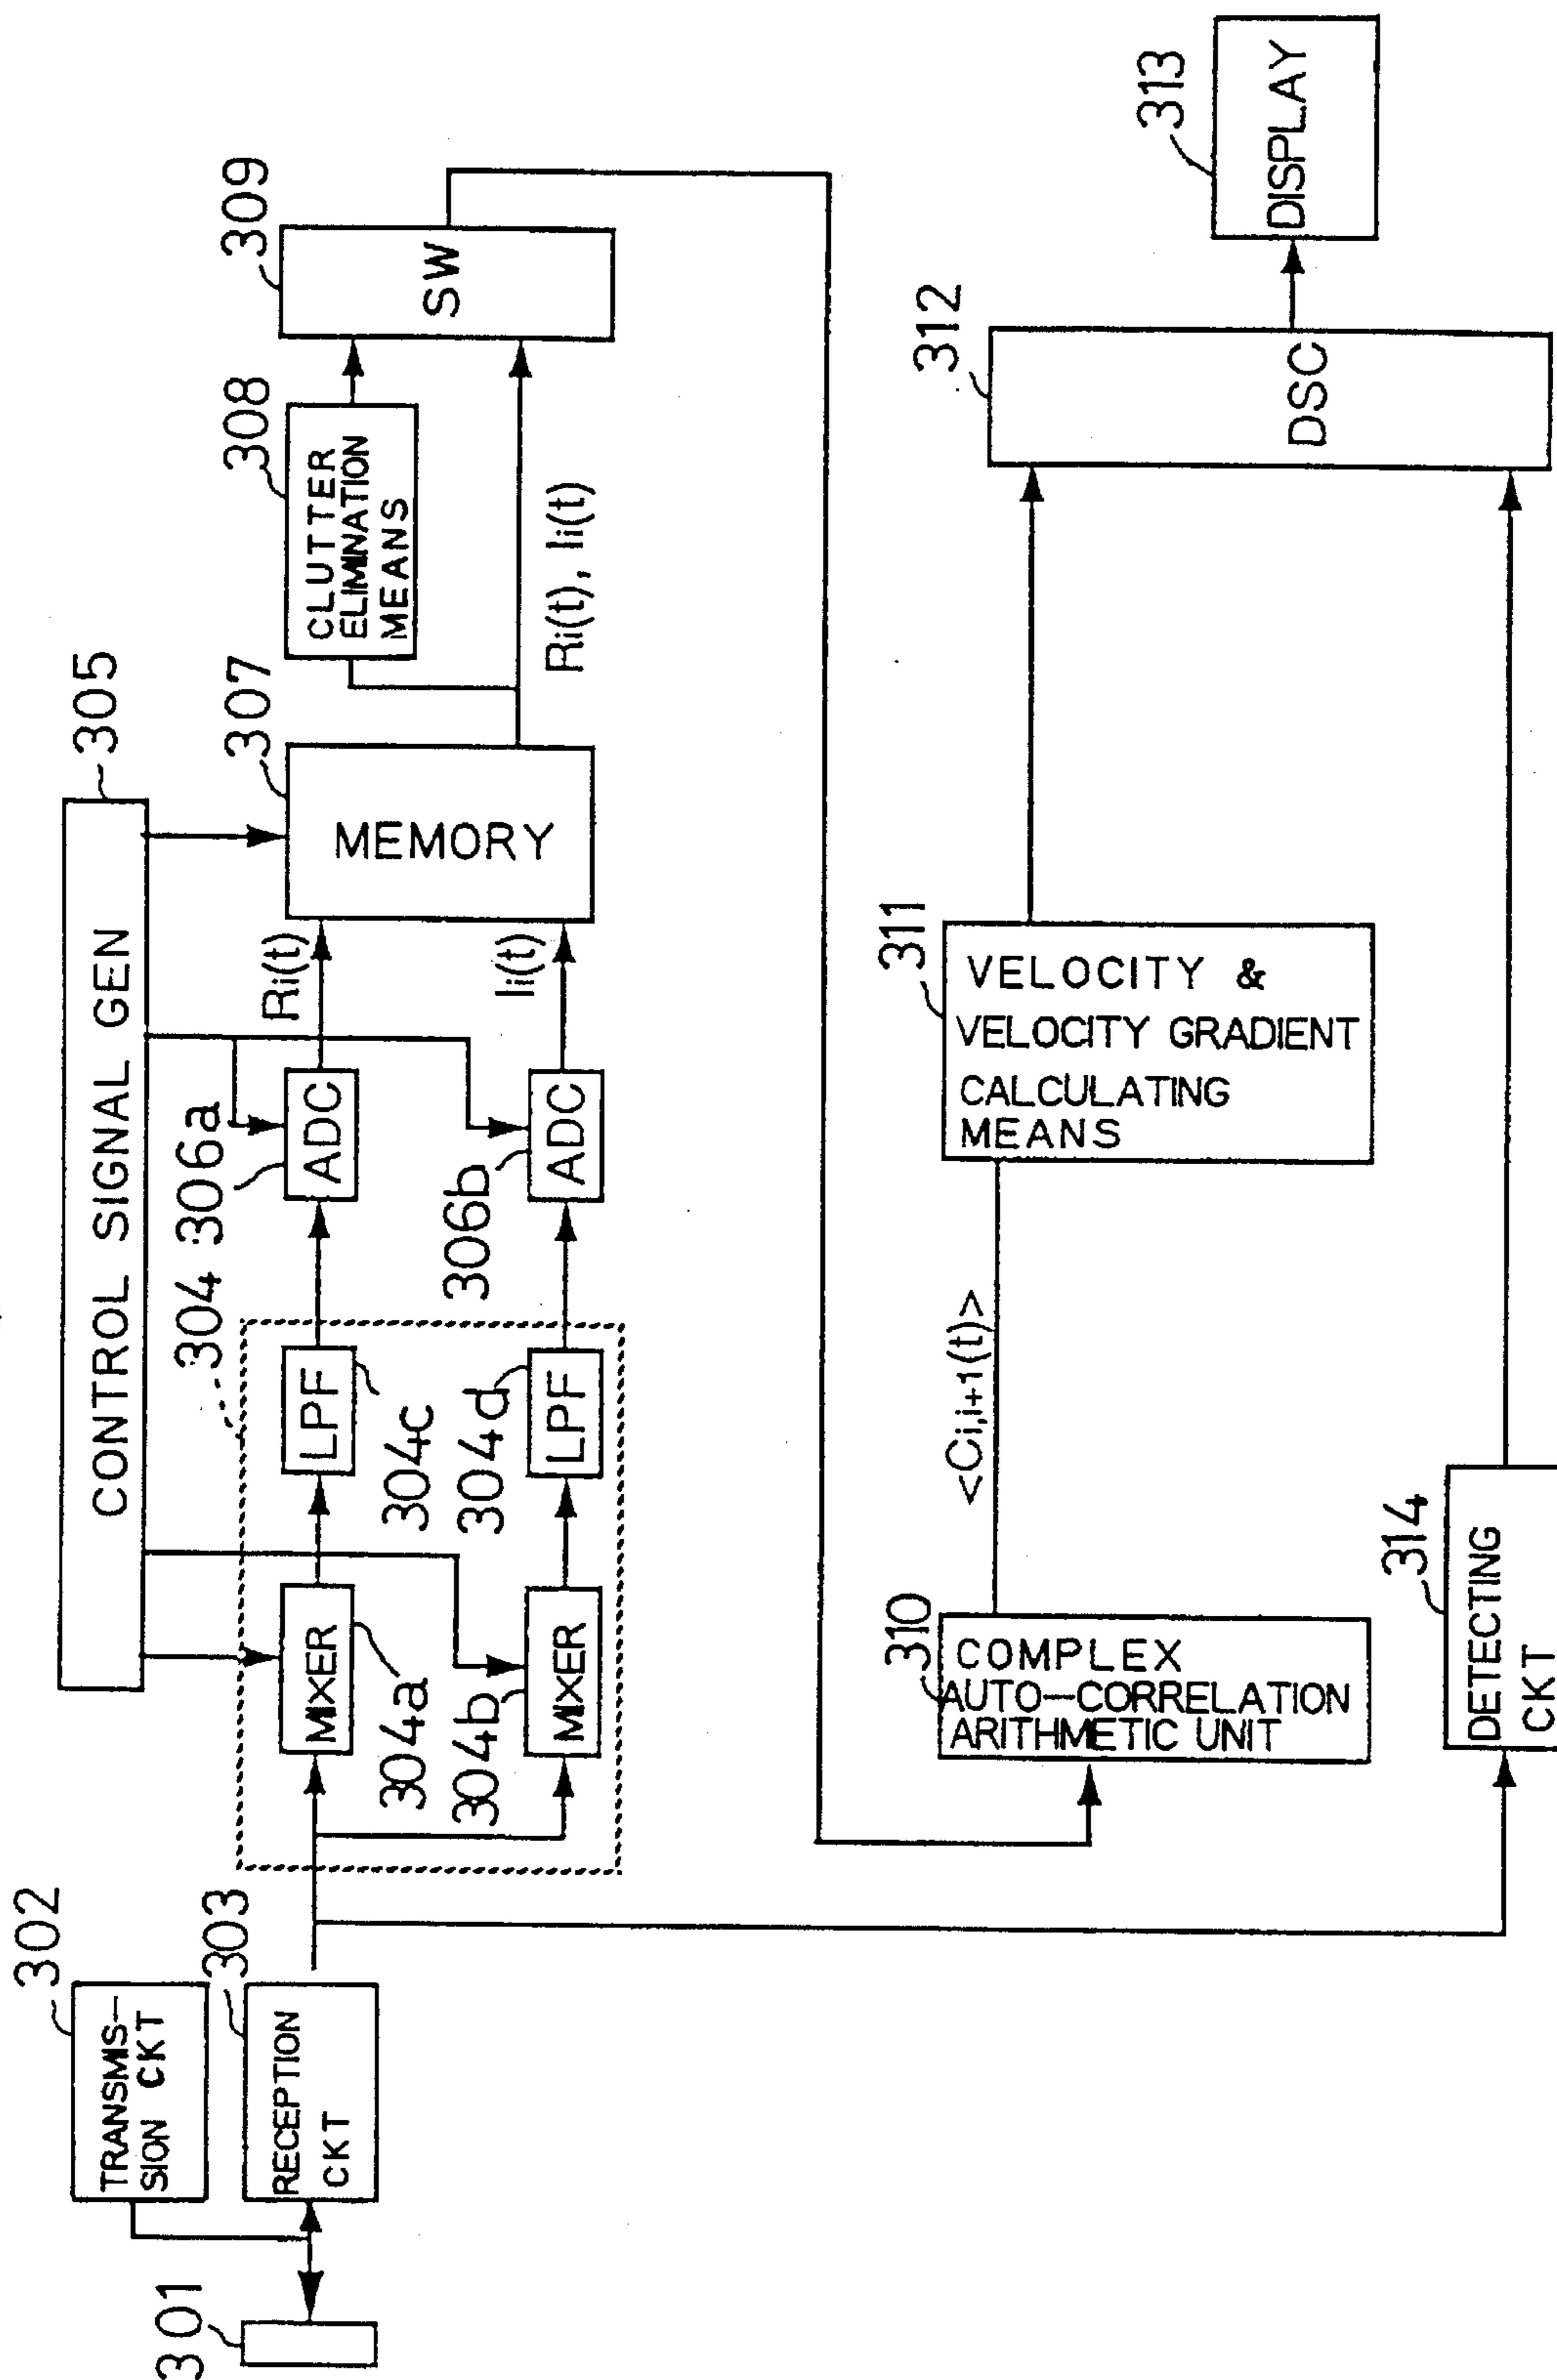 301
302
TRANSMIS-
SION CKT
303
RECEPTION
CKT
CONTROL SIGNAL GEN
305
304
MIXER
304a
304b
MIXER
LPF
304c
304d
LPF
306a
ADC
306b
ADC
Ri(t)
Ii(t)
307
MEMORY
308
CLUTTER
ELIMINATION
MEANS
Ri(t), Ii(t)
309
SW
310
COMPLEX
AUTO-CORRELATION
ARITHMETIC UNIT
<Ci,i+1(t)>
311
VELOCITY &
VELOCITY GRADIENT
CALCULATING
MEANS
314
DETECTING
CKT
312
DSC
313
DISPLAY